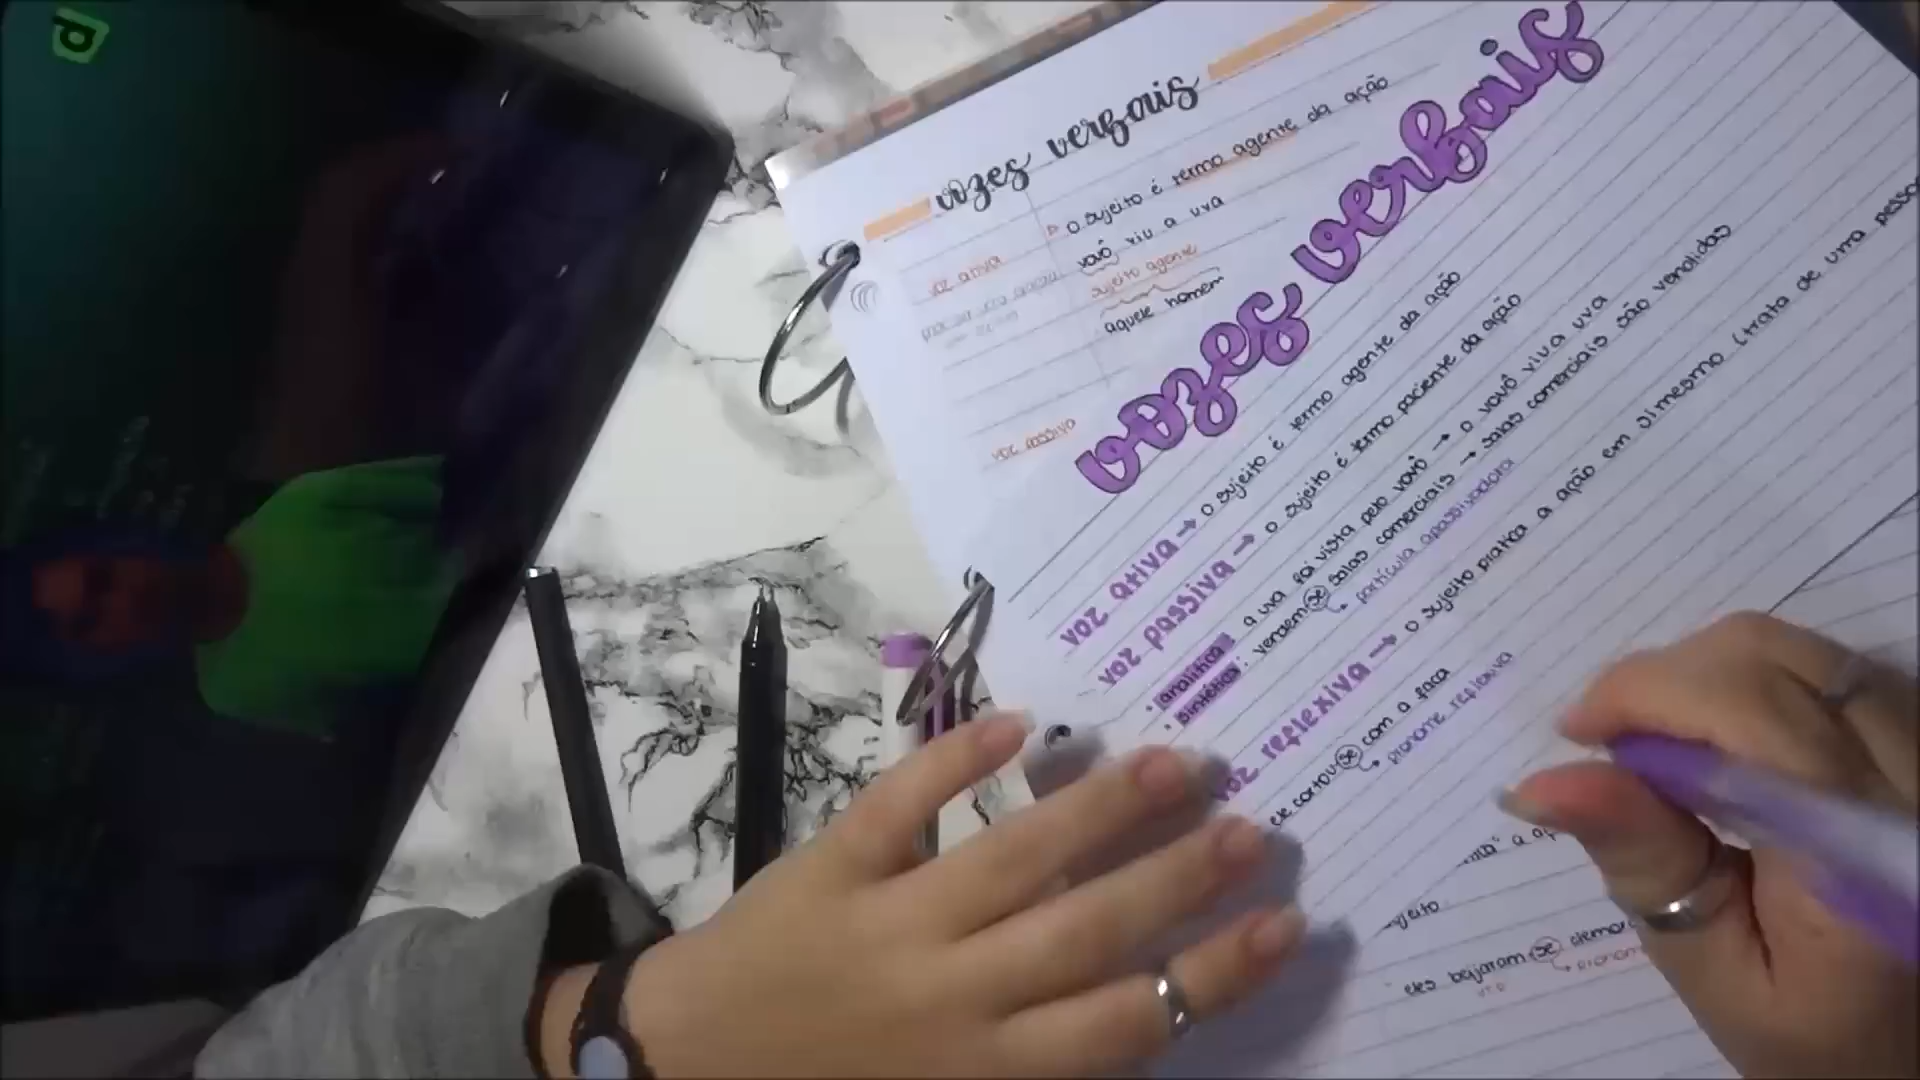 vozes verbais
voz ativa
▷ O sujeito é termo agente da ação
vovô viu a uva
sujeito agente
aquele homem
voz passiva
vozes verbais
voz ativa → o sujeito é termo agente da ação
voz passiva → o sujeito é termo paciente da ação
• analítica: a uva foi vista pelo vovô → o vovô viu a uva
• sintética: vendem se salas comerciais → salas comerciais são vendidas
partícula apassivadora
voz reflexiva → o sujeito pratica a ação em si mesmo (trata de uma
ele cortou se com a faca
pronome reflexiva
eles beijaram se